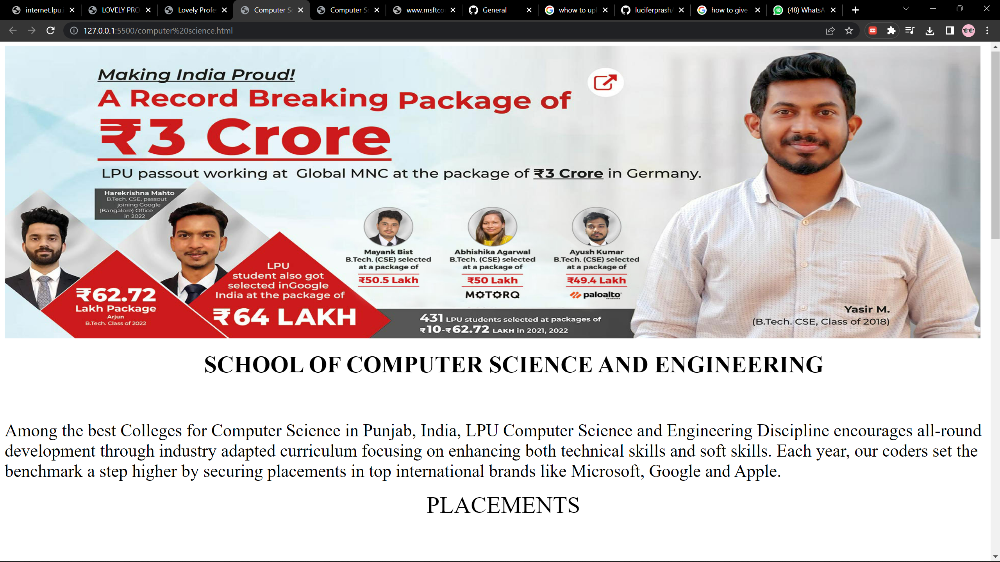 internet.lpu.i
LOVELY PRO
Lovely Profe
Computer S
Computer Sc
www.msftco
General
whow to upl
luciferprash/
how to give
(48) WhatsA
127.0.0.1:5500/computer%20science.html
Making India Proud!
A Record Breaking Package of
₹3 Crore
LPU passout working at Global MNC at the package of ₹3 Crore in Germany.
Harekrishna Mahto
B.Tech. CSE, passout
joining Google
(Bangalore) Office
in 2022
₹62.72
Lakh Package
Arjun
B.Tech. Class of 2022
LPU
student also got
selected inGoogle
India at the package of
₹64 LAKH
Mayank Bist
B.Tech. (CSE) selected
at a package of
₹50.5 Lakh
Abhishika Agarwal
B.Tech. (CSE) selected
at a package of
₹50 Lakh
MOTORQ
Ayush Kumar
B.Tech. (CSE) selected
at a package of
₹49.4 Lakh
paloalto
NETWORKS
431 LPU students selected at packages of
₹10-₹62.72 LAKH in 2021, 2022
Yasir M.
(B.Tech. CSE, Class of 2018)
SCHOOL OF COMPUTER SCIENCE AND ENGINEERING
Among the best Colleges for Computer Science in Punjab, India, LPU Computer Science and Engineering Discipline encourages all-round
development through industry adapted curriculum focusing on enhancing both technical skills and soft skills. Each year, our coders set the
benchmark a step higher by securing placements in top international brands like Microsoft, Google and Apple.
PLACEMENTS